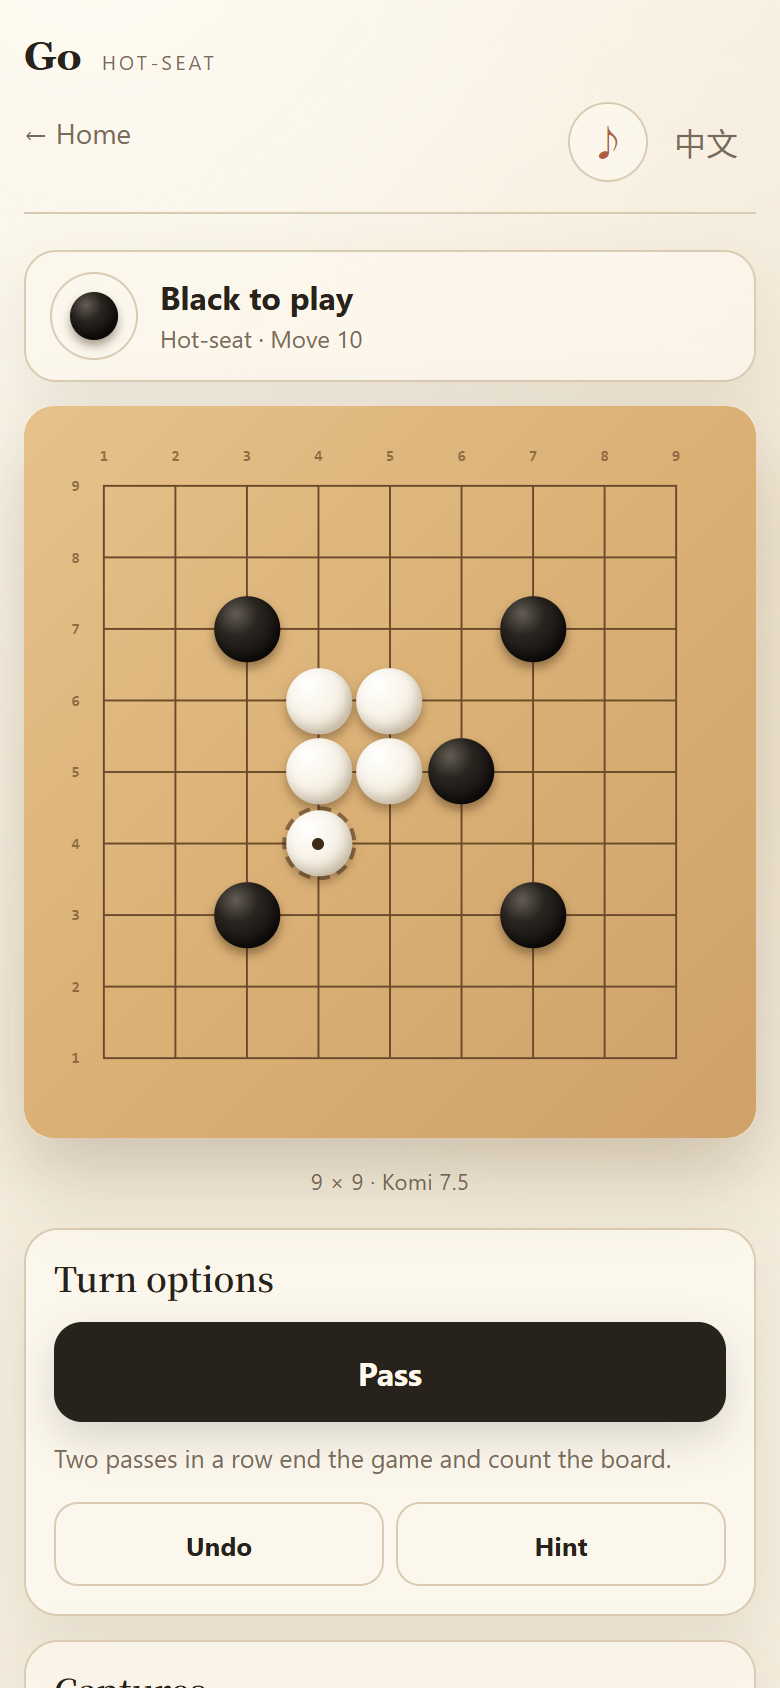 Go HOT-SEAT
← Home
中文
Black to play
Hot-seat · Move 10
1 2 3 4 5 6 7 8 9
9
8
7
6
5
4
3
2
1
9 × 9 · Komi 7.5
Turn options
Pass
Two passes in a row end the game and count the board.
Undo Hint
Captures